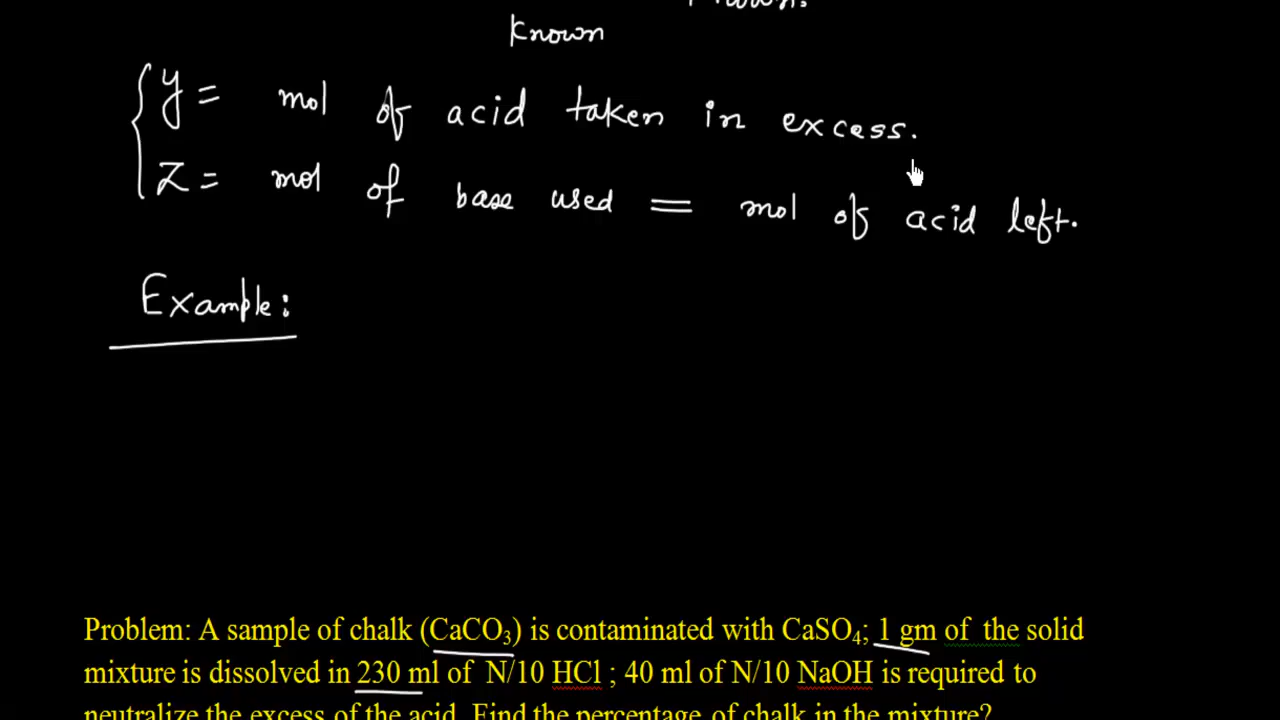 Known
y = mol of acid taken in excess.
Z = mol of base used = mol of acid left.
Example:
Problem: A sample of chalk (CaCO₃) is contaminated with CaSO₄; 1 gm of the solid
mixture is dissolved in 230 ml of N/10 HCl ; 40 ml of N/10 NaOH is required to
neutralize the excess of the acid. Find the percentage of chalk in the mixture?